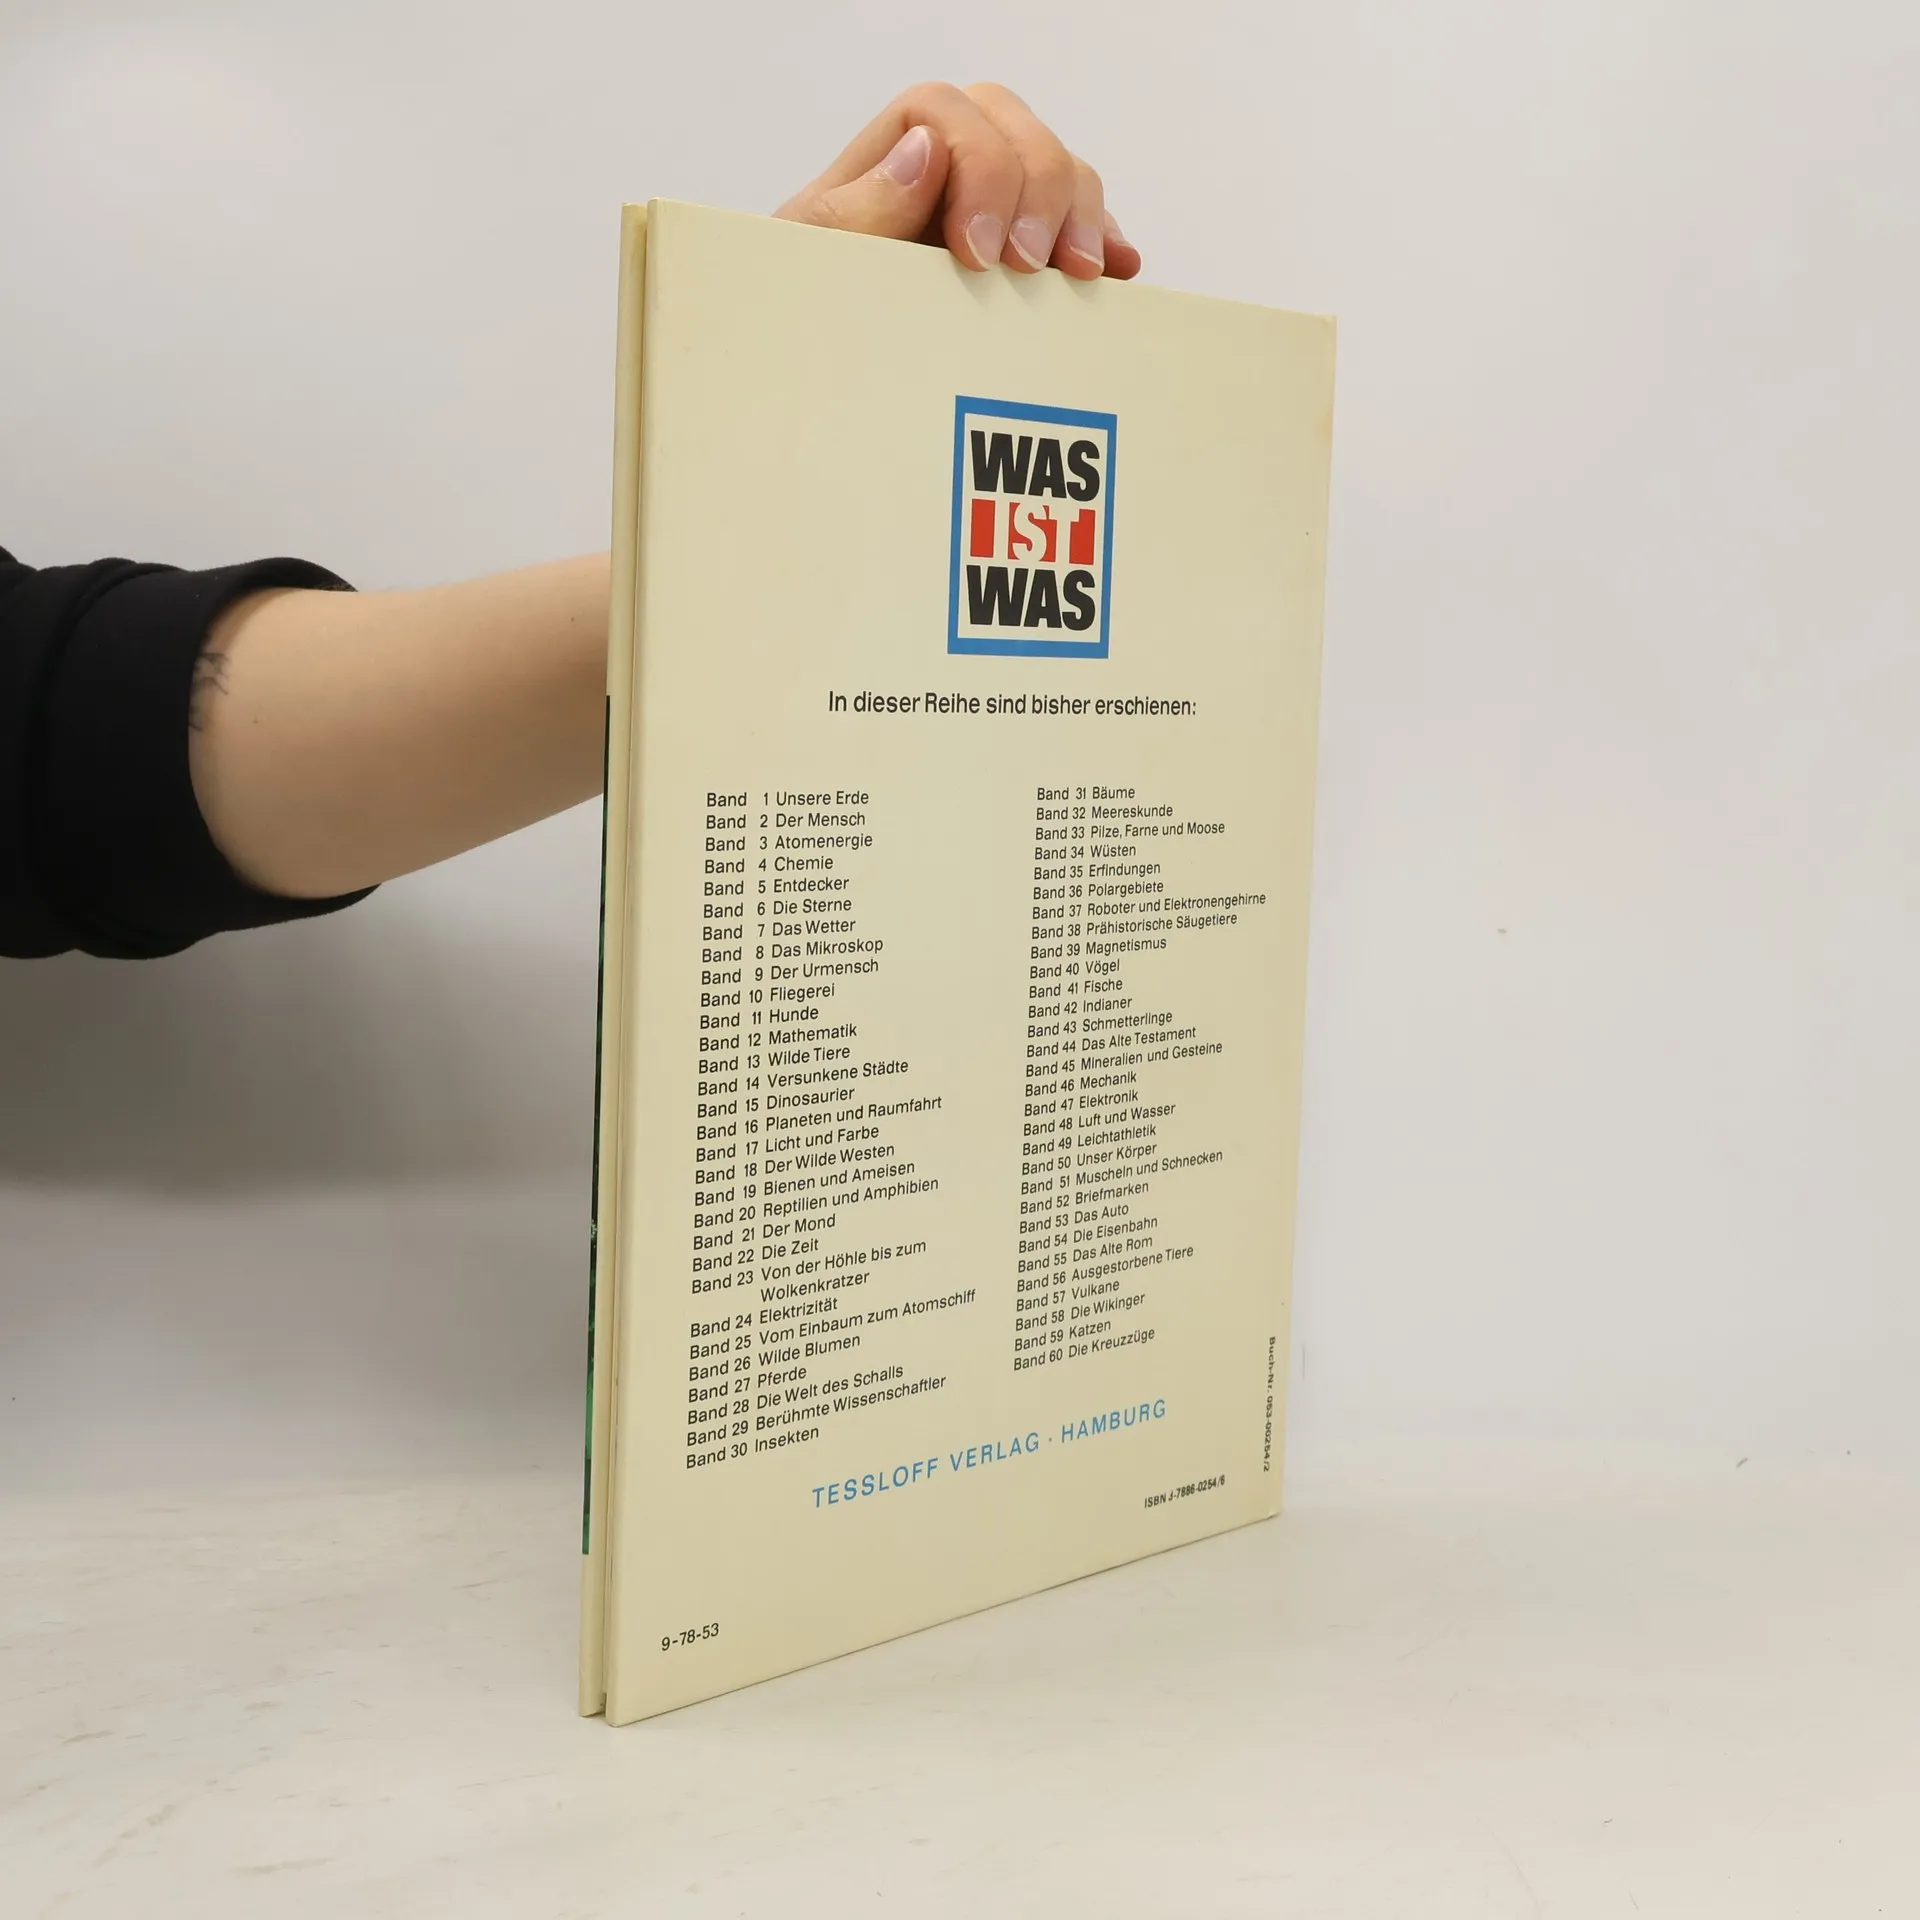 WAS
IST
WAS
In dieser Reihe sind bisher erschienen:
Band 1 Unsere Erde
Band 2 Der Mensch
Band 3 Atomenergie
Band 4 Chemie
Band 5 Entdecker
Band 6 Die Sterne
Band 7 Das Wetter
Band 8 Das Mikroskop
Band 9 Der Urmensch
Band 10 Fliegerei
Band 11 Hunde
Band 12 Mathematik
Band 13 Wilde Tiere
Band 14 Versunkene Städte
Band 15 Dinosaurier
Band 16 Planeten und Raumfahrt
Band 17 Licht und Farbe
Band 18 Der Wilde Westen
Band 19 Bienen und Ameisen
Band 20 Reptilien und Amphibien
Band 21 Der Mond
Band 22 Die Zeit
Band 23 Von der Höhle bis zum
Wolkenkratzer
Band 24 Elektrizität
Band 25 Vom Einbaum zum Atomschiff
Band 26 Wilde Blumen
Band 27 Pferde
Band 28 Die Welt des Schalls
Band 29 Berühmte Wissenschaftler
Band 30 Insekten
Band 31 Bäume
Band 32 Meereskunde
Band 33 Pilze, Farne und Moose
Band 34 Wüsten
Band 35 Erfindungen
Band 36 Polargebiete
Band 37 Roboter und Elektronengehirne
Band 38 Prähistorische Säugetiere
Band 39 Magnetismus
Band 40 Vögel
Band 41 Fische
Band 42 Indianer
Band 43 Schmetterlinge
Band 44 Das Alte Testament
Band 45 Mineralien und Gesteine
Band 46 Mechanik
Band 47 Elektronik
Band 48 Luft und Wasser
Band 49 Leichtathletik
Band 50 Unser Körper
Band 51 Muscheln und Schnecken
Band 52 Briefmarken
Band 53 Das Auto
Band 54 Die Eisenbahn
Band 55 Das Alte Rom
Band 56 Ausgestorbene Tiere
Band 57 Vulkane
Band 58 Die Wikinger
Band 59 Katzen
Band 60 Die Kreuzzüge
TESSLOFF VERLAG · HAMBURG
ISBN 3-7886-0254/6
Buch-Nr. 053-00254/2
9-78-53